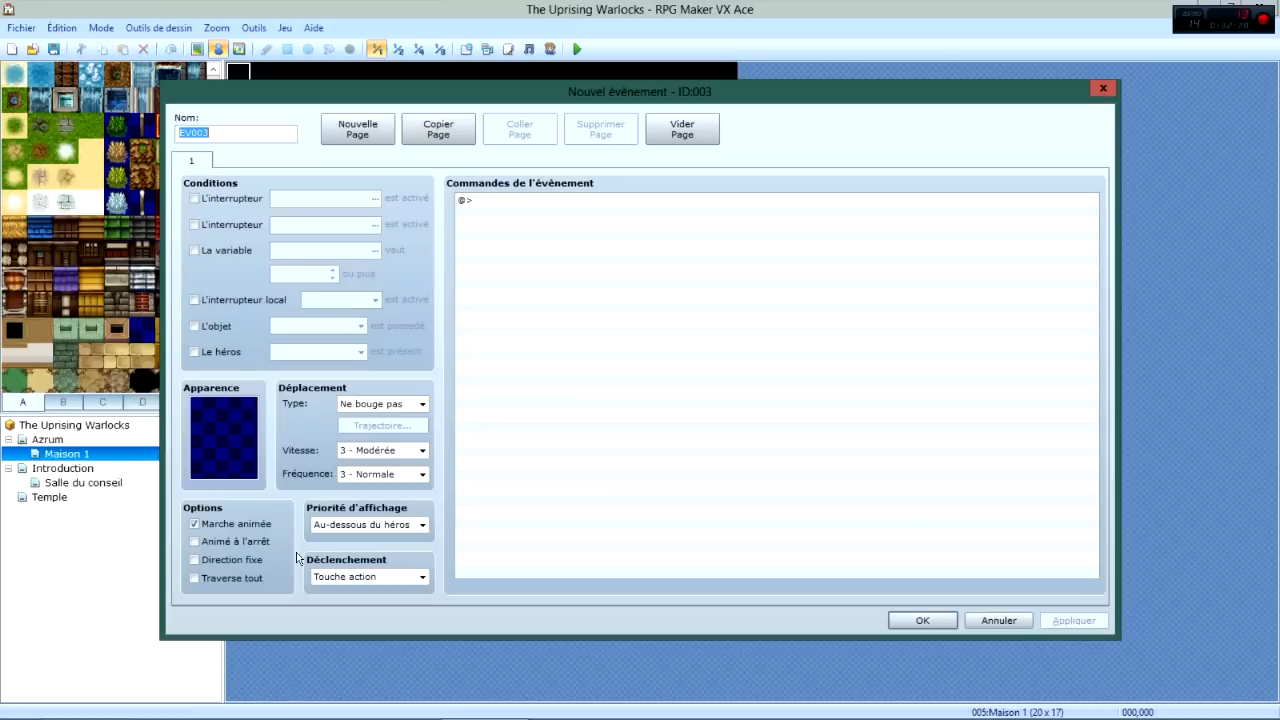 The Uprising Warlocks - RPG Maker VX Ace
Fichier Édition Mode Outils de dessin Zoom Outils Jeu Aide
Nouvel évènement - ID:003
Nom:
EV003
Nouvelle Page
Copier Page
Coller Page
Supprimer Page
Vider Page
1
Conditions
L'interrupteur ... est activé
L'interrupteur ... est activé
La variable ... vaut
ou plus
L'interrupteur local est activé
L'objet est possédé
Le héros est présent
Commandes de l'évènement
@>
Apparence
Déplacement
Type: Ne bouge pas
Trajectoire...
Vitesse: 3 - Modérée
Fréquence: 3 - Normale
Options
Marche animée
Animé à l'arrêt
Direction fixe
Traverse tout
Priorité d'affichage
Au-dessous du héros
Déclenchement
Touche action
OK Annuler Appliquer
A B C D
The Uprising Warlocks
Azrum
Maison 1
Introduction
Salle du conseil
Temple
005:Maison 1 (20 x 17) 000,000